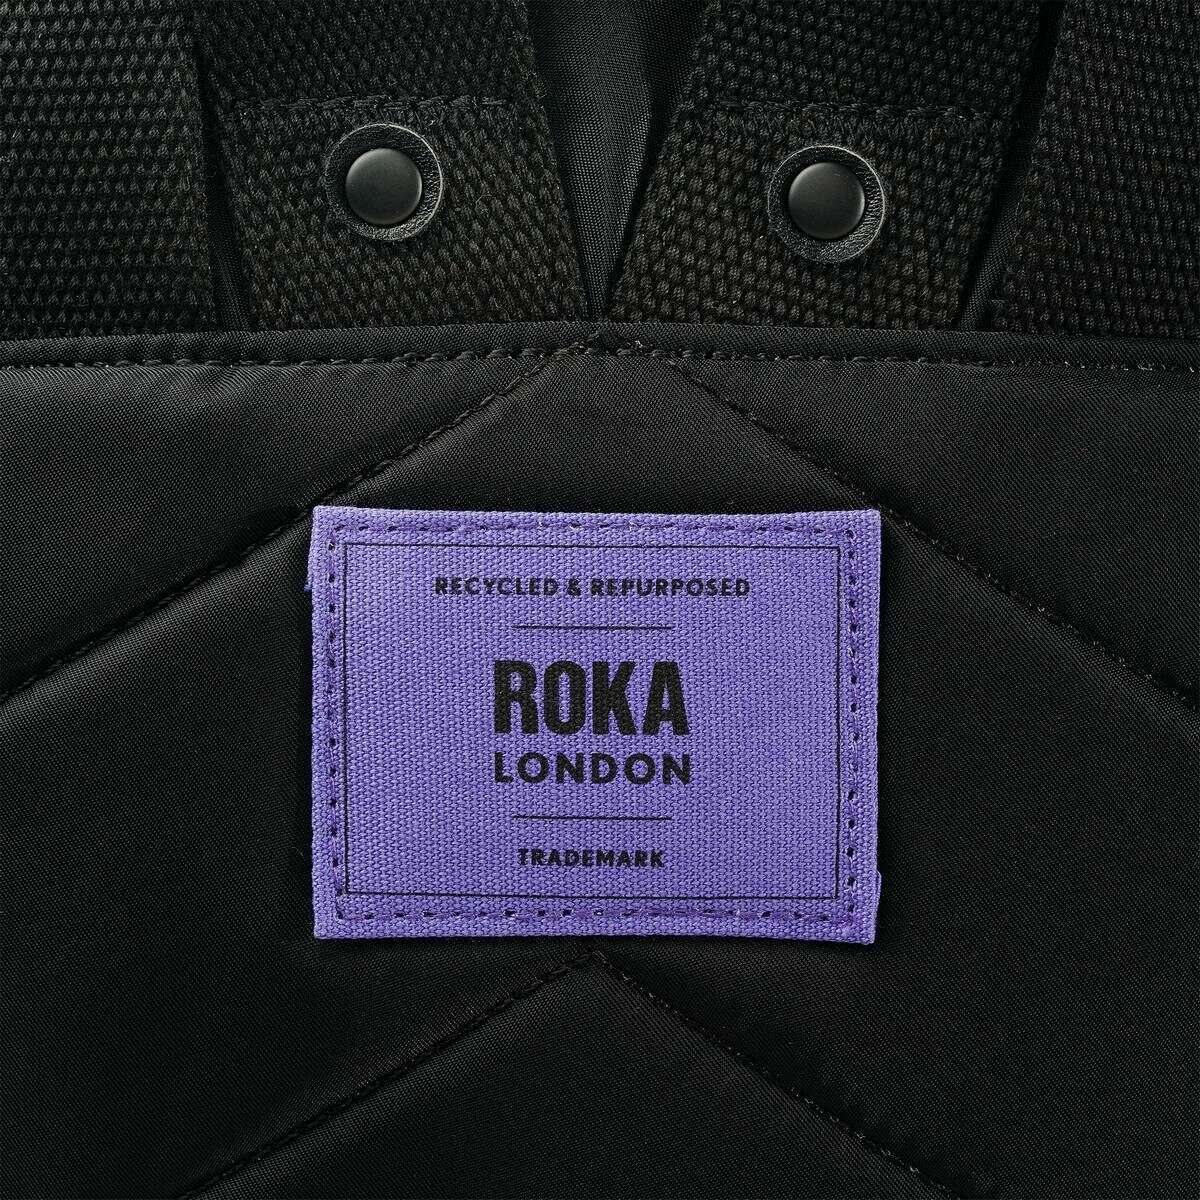 RECYCLED & REPURPOSED
ROKA
LONDON
TRADEMARK